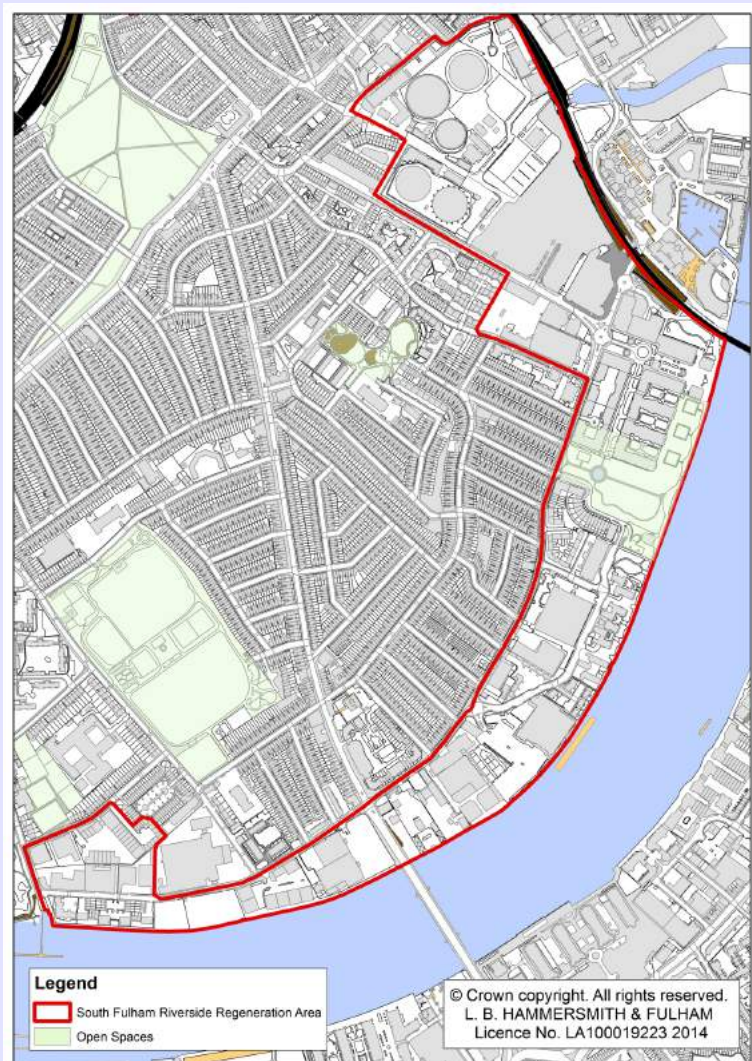 Legend
South Fulham Riverside Regeneration Area
Open Spaces
© Crown copyright. All rights reserved.
L. B. HAMMERSMITH & FULHAM
Licence No. LA100019223 2014